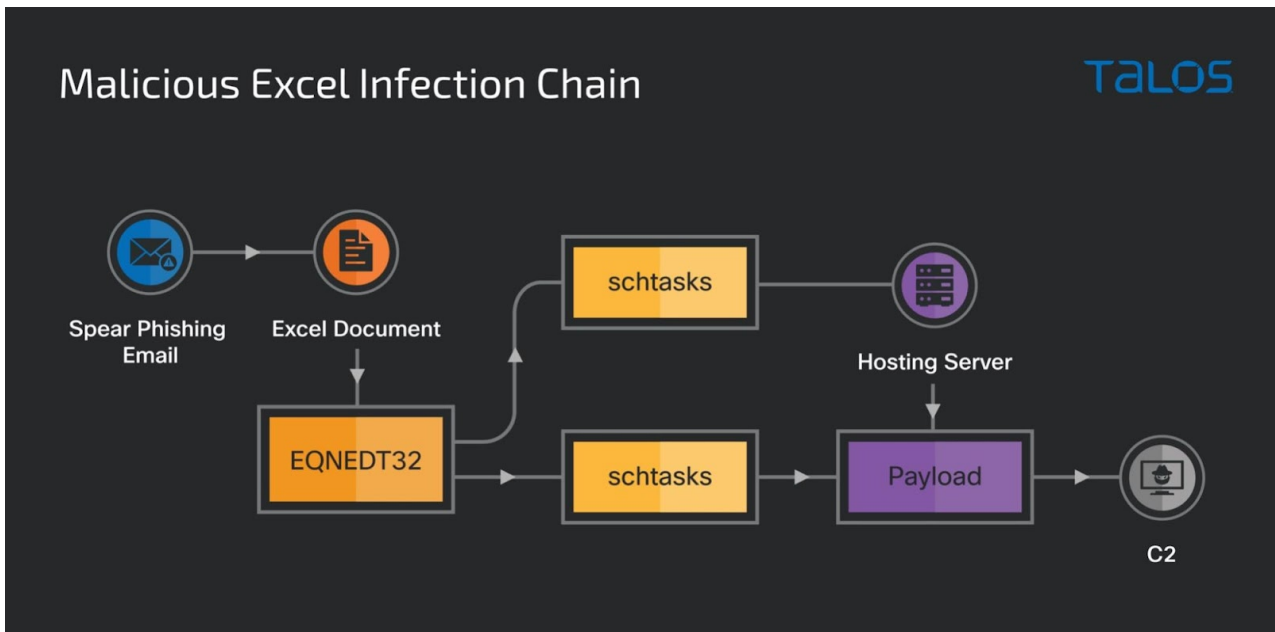 Malicious Excel Infection Chain
TALOS
schtasks
Spear Phishing
Email
Excel Document
Hosting Server
EQNEDT32
schtasks
Payload
C2